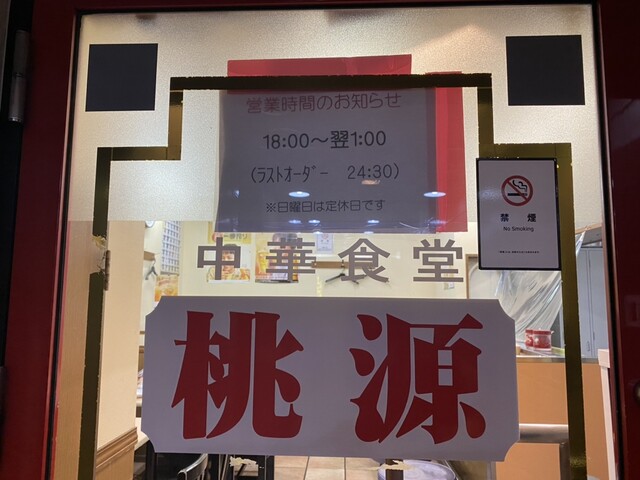 営業時間のお知らせ
18:00～翌1:00
（ﾗｽﾄｵｰﾀﾞｰ 24:30）
※日曜日は定休日です
禁煙
No Smoking
中華食堂
桃源